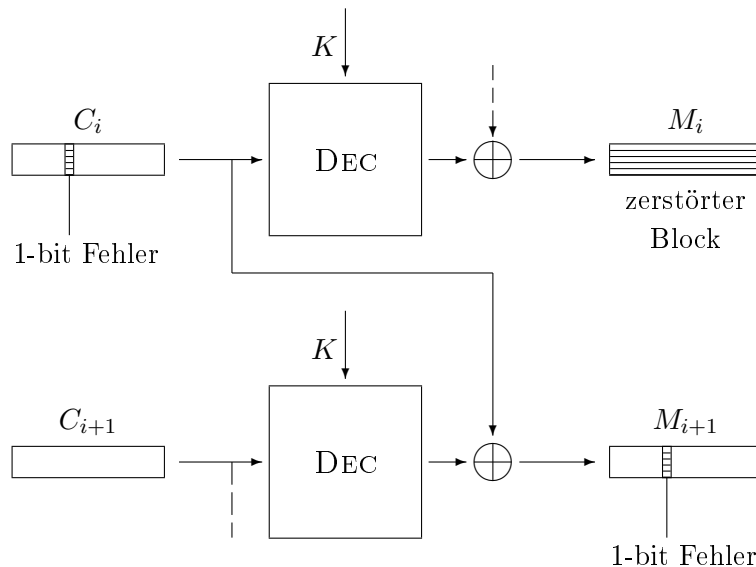 K
C_i
DEC
M_i
zerstörter
Block
1-bit Fehler
K
C_{i+1}
DEC
M_{i+1}
1-bit Fehler